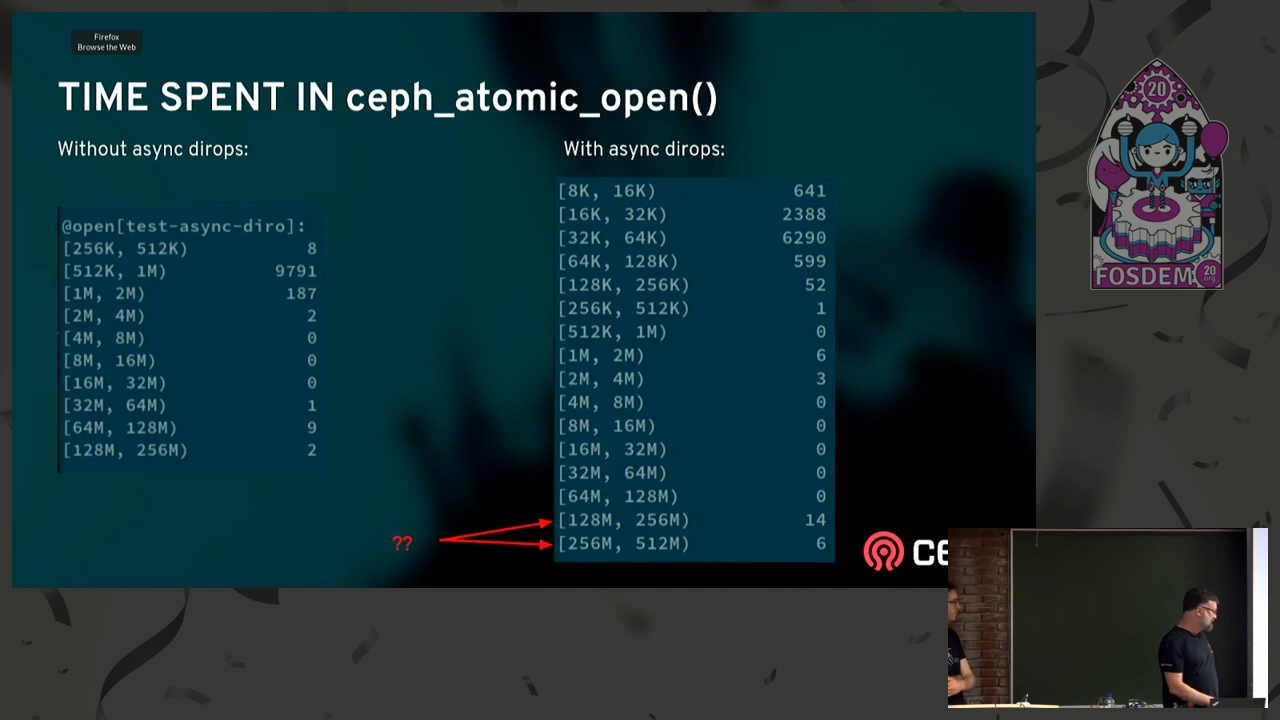 Firefox
Browse the Web
TIME SPENT IN ceph_atomic_open()
Without async dirops:
@open[test-async-diro]:
[256K, 512K) 8
[512K, 1M) 9791
[1M, 2M) 187
[2M, 4M) 2
[4M, 8M) 0
[8M, 16M) 0
[16M, 32M) 0
[32M, 64M) 1
[64M, 128M) 9
[128M, 256M) 2
With async dirops:
[8K, 16K) 641
[16K, 32K) 2388
[32K, 64K) 6290
[64K, 128K) 599
[128K, 256K) 52
[256K, 512K) 1
[512K, 1M) 0
[1M, 2M) 6
[2M, 4M) 3
[4M, 8M) 0
[8M, 16M) 0
[16M, 32M) 0
[32M, 64M) 0
[64M, 128M) 0
[128M, 256M) 14
[256M, 512M) 6
??
CE
20
FOSDEM
20
.org